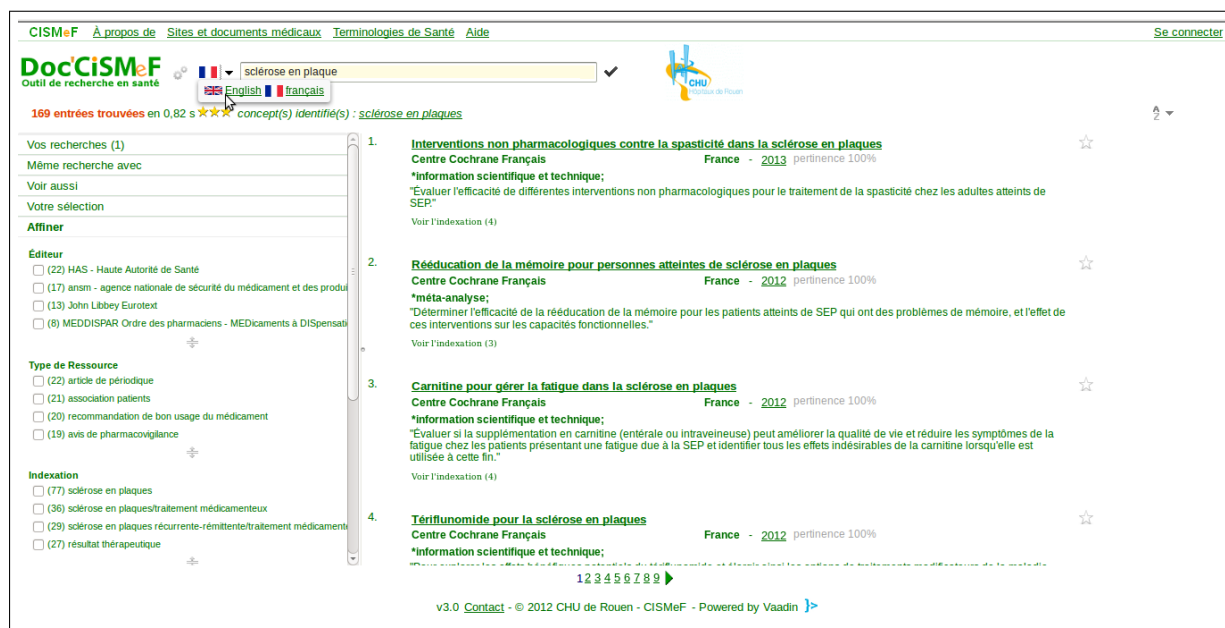 CISMeF À propos de Sites et documents médicaux Terminologies de Santé Aide Se connecter
Doc'CiSMeF
Outil de recherche en santé
sclérose en plaque
English français
CHU
Hôpitaux de Rouen
169 entrées trouvées en 0,82 s concept(s) identifié(s) : sclérose en plaques
A
Z
Vos recherches (1)
Même recherche avec
Voir aussi
Votre sélection
Affiner
Éditeur
(22) HAS - Haute Autorité de Santé
(17) ansm - agence nationale de sécurité du médicament et des produi
(13) John Libbey Eurotext
(8) MEDDISPAR Ordre des pharmaciens - MEDicaments à DISpensati
Type de Ressource
(22) article de périodique
(21) association patients
(20) recommandation de bon usage du médicament
(19) avis de pharmacovigilance
Indexation
(77) sclérose en plaques
(36) sclérose en plaques/traitement médicamenteux
(29) sclérose en plaques récurrente-rémittente/traitement médicament
(27) résultat thérapeutique
1. Interventions non pharmacologiques contre la spasticité dans la sclérose en plaques
Centre Cochrane Français France - 2013 pertinence 100%
*information scientifique et technique;
"Évaluer l'efficacité de différentes interventions non pharmacologiques pour le traitement de la spasticité chez les adultes atteints de
SEP."
Voir l'indexation (4)
2. Rééducation de la mémoire pour personnes atteintes de sclérose en plaques
Centre Cochrane Français France - 2012 pertinence 100%
*méta-analyse;
"Déterminer l'efficacité de la rééducation de la mémoire pour les patients atteints de SEP qui ont des problèmes de mémoire, et l'effet de
ces interventions sur les capacités fonctionnelles."
Voir l'indexation (3)
3. Carnitine pour gérer la fatigue dans la sclérose en plaques
Centre Cochrane Français France - 2012 pertinence 100%
*information scientifique et technique;
"Évaluer si la supplémentation en carnitine (entérale ou intraveineuse) peut améliorer la qualité de vie et réduire les symptômes de la
fatigue chez les patients présentant une fatigue due à la SEP et identifier tous les effets indésirables de la carnitine lorsqu'elle est
utilisée à cette fin."
Voir l'indexation (4)
4. Tériflunomide pour la sclérose en plaques
Centre Cochrane Français France - 2012 pertinence 100%
*information scientifique et technique;
1 2 3 4 5 6 7 8 9
v3.0 Contact - © 2012 CHU de Rouen - CISMeF - Powered by Vaadin }>